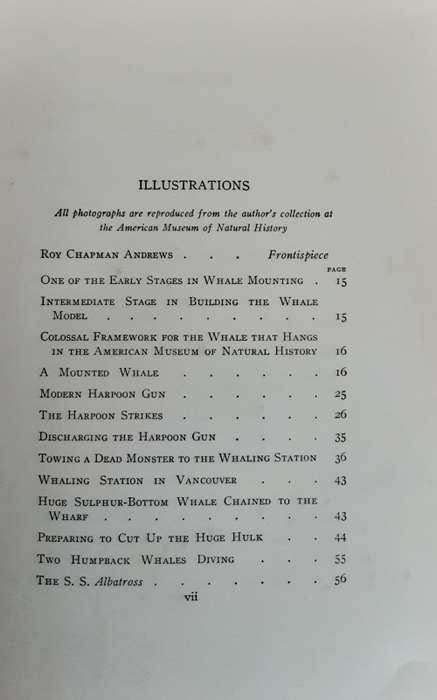 ILLUSTRATIONS
All photographs are reproduced from the author's collection at
the American Museum of Natural History
ROY CHAPMAN ANDREWS . . . Frontispiece
PAGE
ONE OF THE EARLY STAGES IN WHALE MOUNTING . 15
INTERMEDIATE STAGE IN BUILDING THE WHALE
MODEL . . . . . . . . . 15
COLOSSAL FRAMEWORK FOR THE WHALE THAT HANGS
IN THE AMERICAN MUSEUM OF NATURAL HISTORY 16
A MOUNTED WHALE . . . . . . 16
MODERN HARPOON GUN . . . . . . 25
THE HARPOON STRIKES . . . . . . 26
DISCHARGING THE HARPOON GUN . . . . 35
TOWING A DEAD MONSTER TO THE WHALING STATION 36
WHALING STATION IN VANCOUVER . . . 43
HUGE SULPHUR-BOTTOM WHALE CHAINED TO THE
WHARF . . . . . . . . . 43
PREPARING TO CUT UP THE HUGE HULK . . 44
TWO HUMPBACK WHALES DIVING . . . 55
THE S. S. Albatross . . . . . . . 56
vii